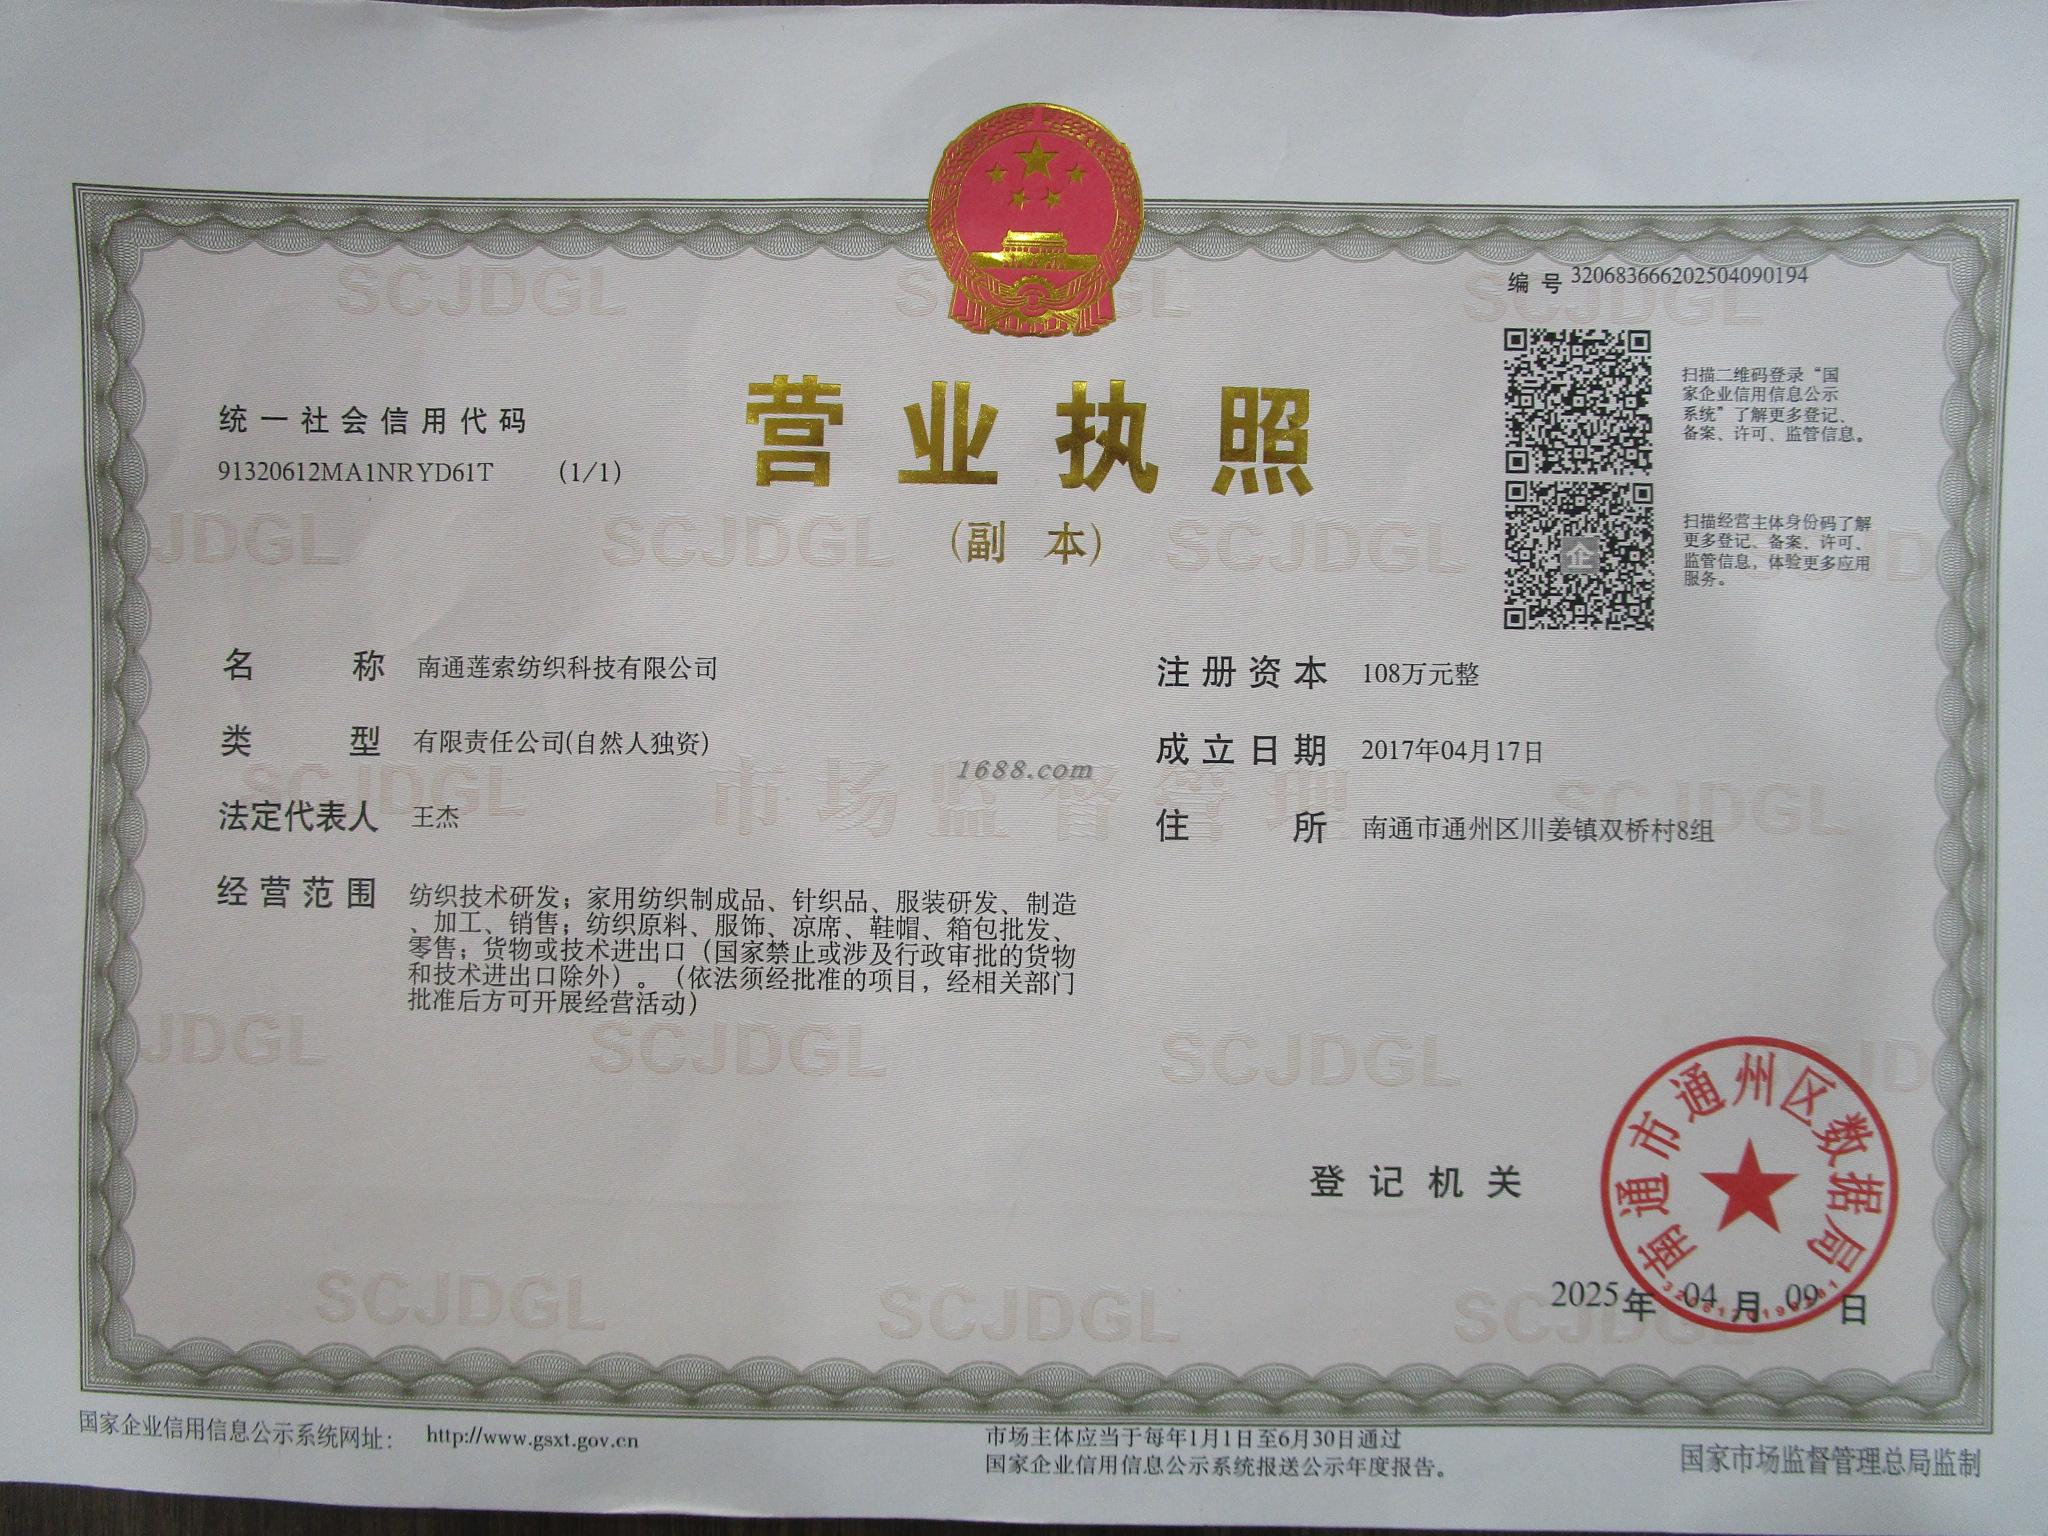 编号 320683666202504090194
统一社会信用代码
91320612MA1NRYD61T (1/1)
营业执照
(副 本)
扫描二维码登录“国
家企业信用信息公示
系统”了解更多登记、
备案、许可、监管信息。
扫描经营主体身份码了解
更多登记、备案、许可、
监管信息，体验更多应用
服务。
企
名称 南通莲索纺织科技有限公司
类型 有限责任公司(自然人独资)
法定代表人 王杰
经营范围 纺织技术研发；家用纺织制成品、针织品、服装研发、制造
、加工、销售；纺织原料、服饰、凉席、鞋帽、箱包批发、
零售；货物或技术进出口（国家禁止或涉及行政审批的货物
和技术进出口除外）。（依法须经批准的项目，经相关部门
批准后方可开展经营活动）
注册资本 108万元整
成立日期 2017年04月17日
住所 南通市通州区川姜镇双桥村8组
1688.com
市场监督管理
SCJDGL
登记机关
南通市通州区数据局
2025年04月09日
国家企业信用信息公示系统网址： http://www.gsxt.gov.cn
市场主体应当于每年1月1日至6月30日通过
国家企业信用信息公示系统报送公示年度报告。
国家市场监督管理总局监制